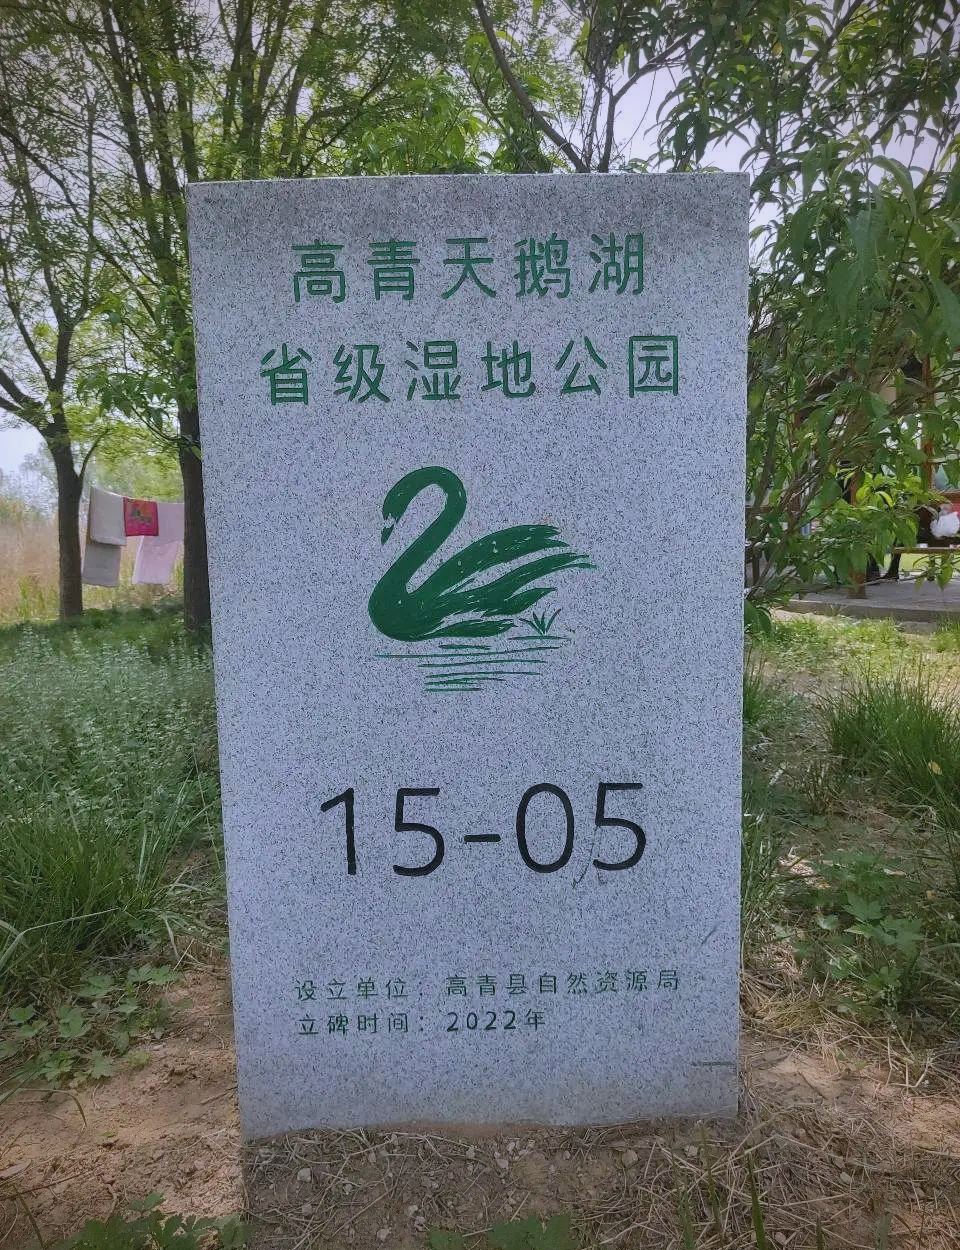 高青天鹅湖
省级湿地公园
15-05
设立单位：高青县自然资源局
立碑时间：2022年